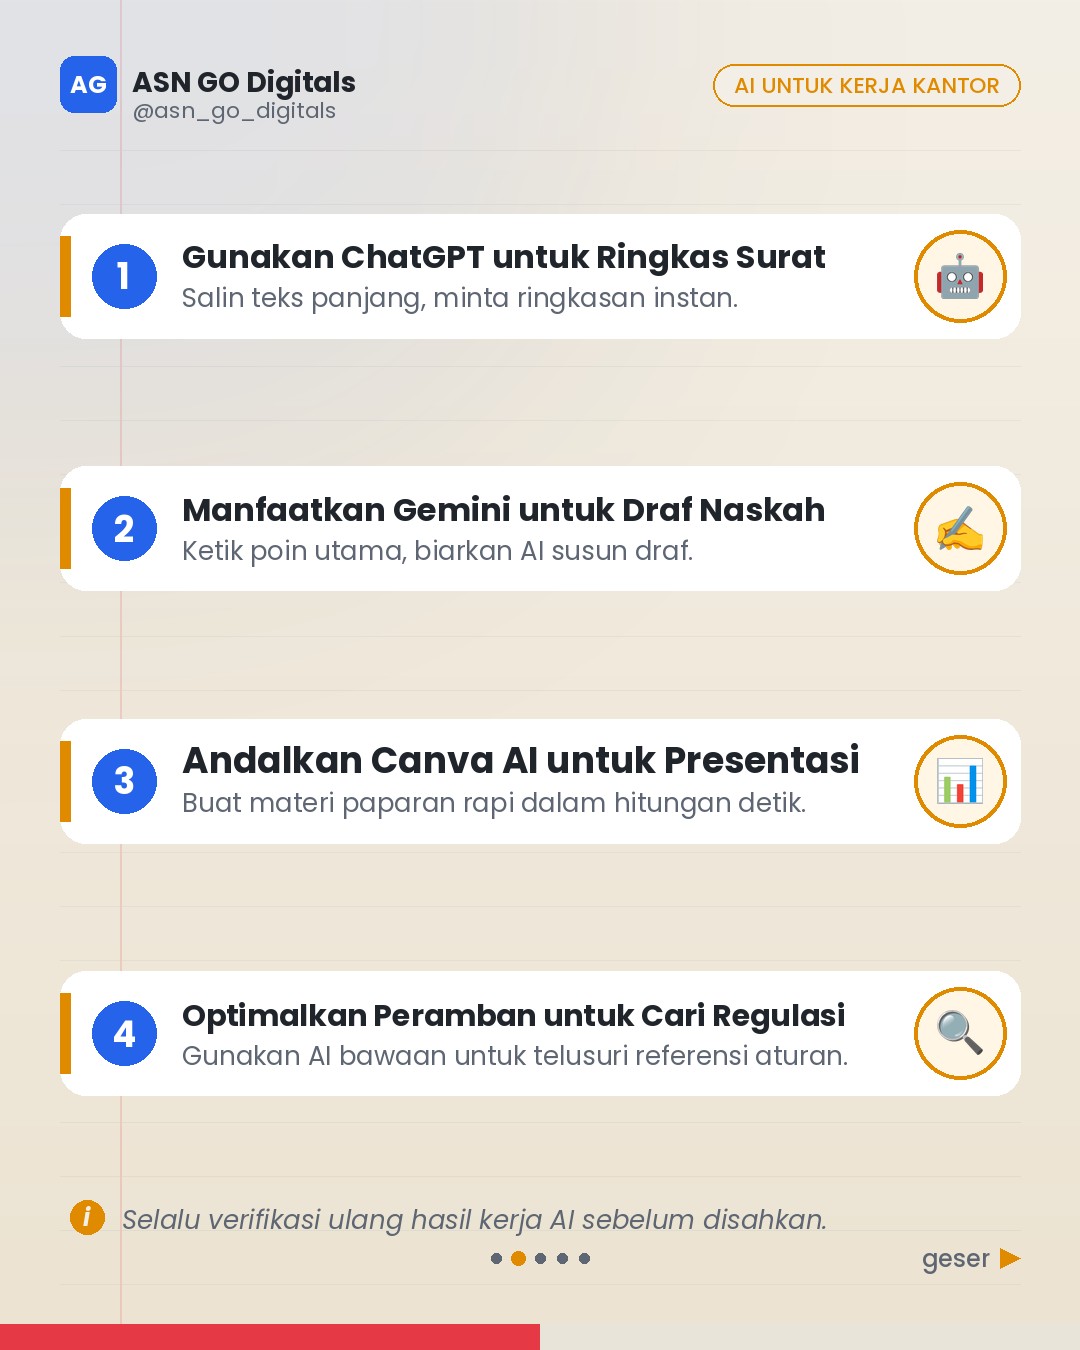 AG
ASN GO Digitals
@asn_go_digitals
AI UNTUK KERJA KANTOR
1
Gunakan ChatGPT untuk Ringkas Surat
Salin teks panjang, minta ringkasan instan.
2
Manfaatkan Gemini untuk Draf Naskah
Ketik poin utama, biarkan AI susun draf.
3
Andalkan Canva AI untuk Presentasi
Buat materi paparan rapi dalam hitungan detik.
4
Optimalkan Peramban untuk Cari Regulasi
Gunakan AI bawaan untuk telusuri referensi aturan.
i
Selalu verifikasi ulang hasil kerja AI sebelum disahkan.
geser